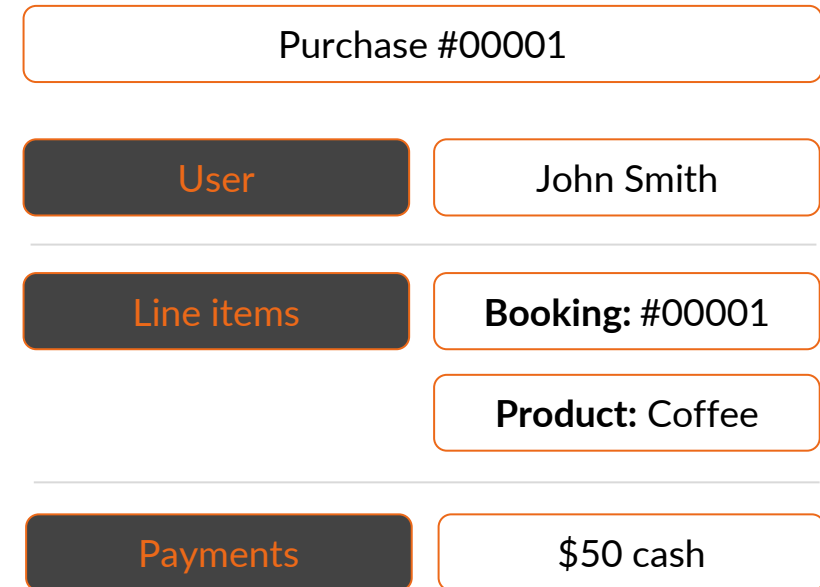 Purchase #00001
User
John Smith
Line items
Booking: #00001
Product: Coffee
Payments
$50 cash